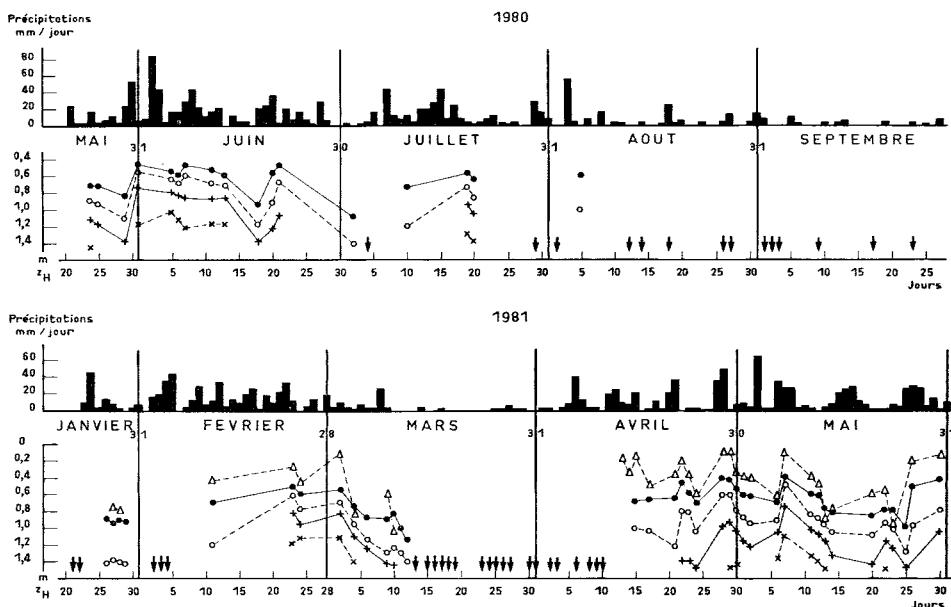 1980
Précipitations
mm/jour
80
60
40
20
0
MAI 31 JUIN 30 JUILLET 31 AOUT 31 SEPTEMBRE
0,4
0,6
0,8
1,0
1,2
1,4
m
zH
20 25 5 10 15 20 25 30 5 10 15 20 25 30 5 10 15 20 25 30 5 10 15 20 25
Jours
1981
Précipitations
mm/jour
60
40
20
0
JANVIER 31 FEVRIER 28 MARS 31 AVRIL 30 MAI 31
0
0,2
0,4
0,6
0,8
1,0
1,2
1,4
m
zH
20 25 30 5 10 15 20 25 28 5 10 15 20 25 30 5 10 15 20 25 30 5 10 15 20 25 30
Jours